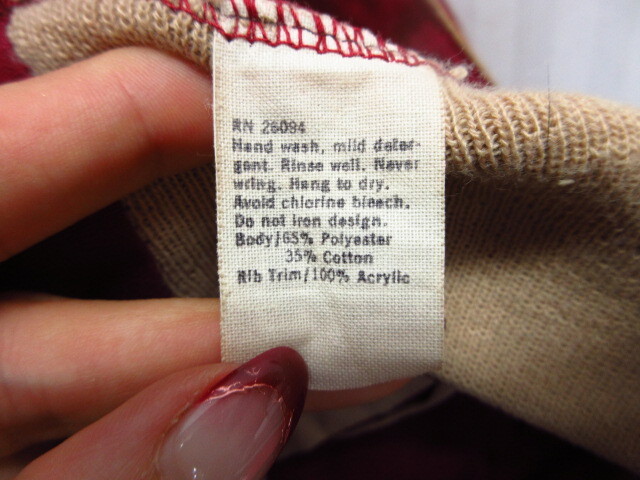 RN 26094
Hand wash, mild deter-
gent. Rinse well. Never
wring. Hang to dry.
Avoid chlorine bleach.
Do not iron design.
Body/65% Polyester
35% Cotton
Rib Trim/100% Acrylic